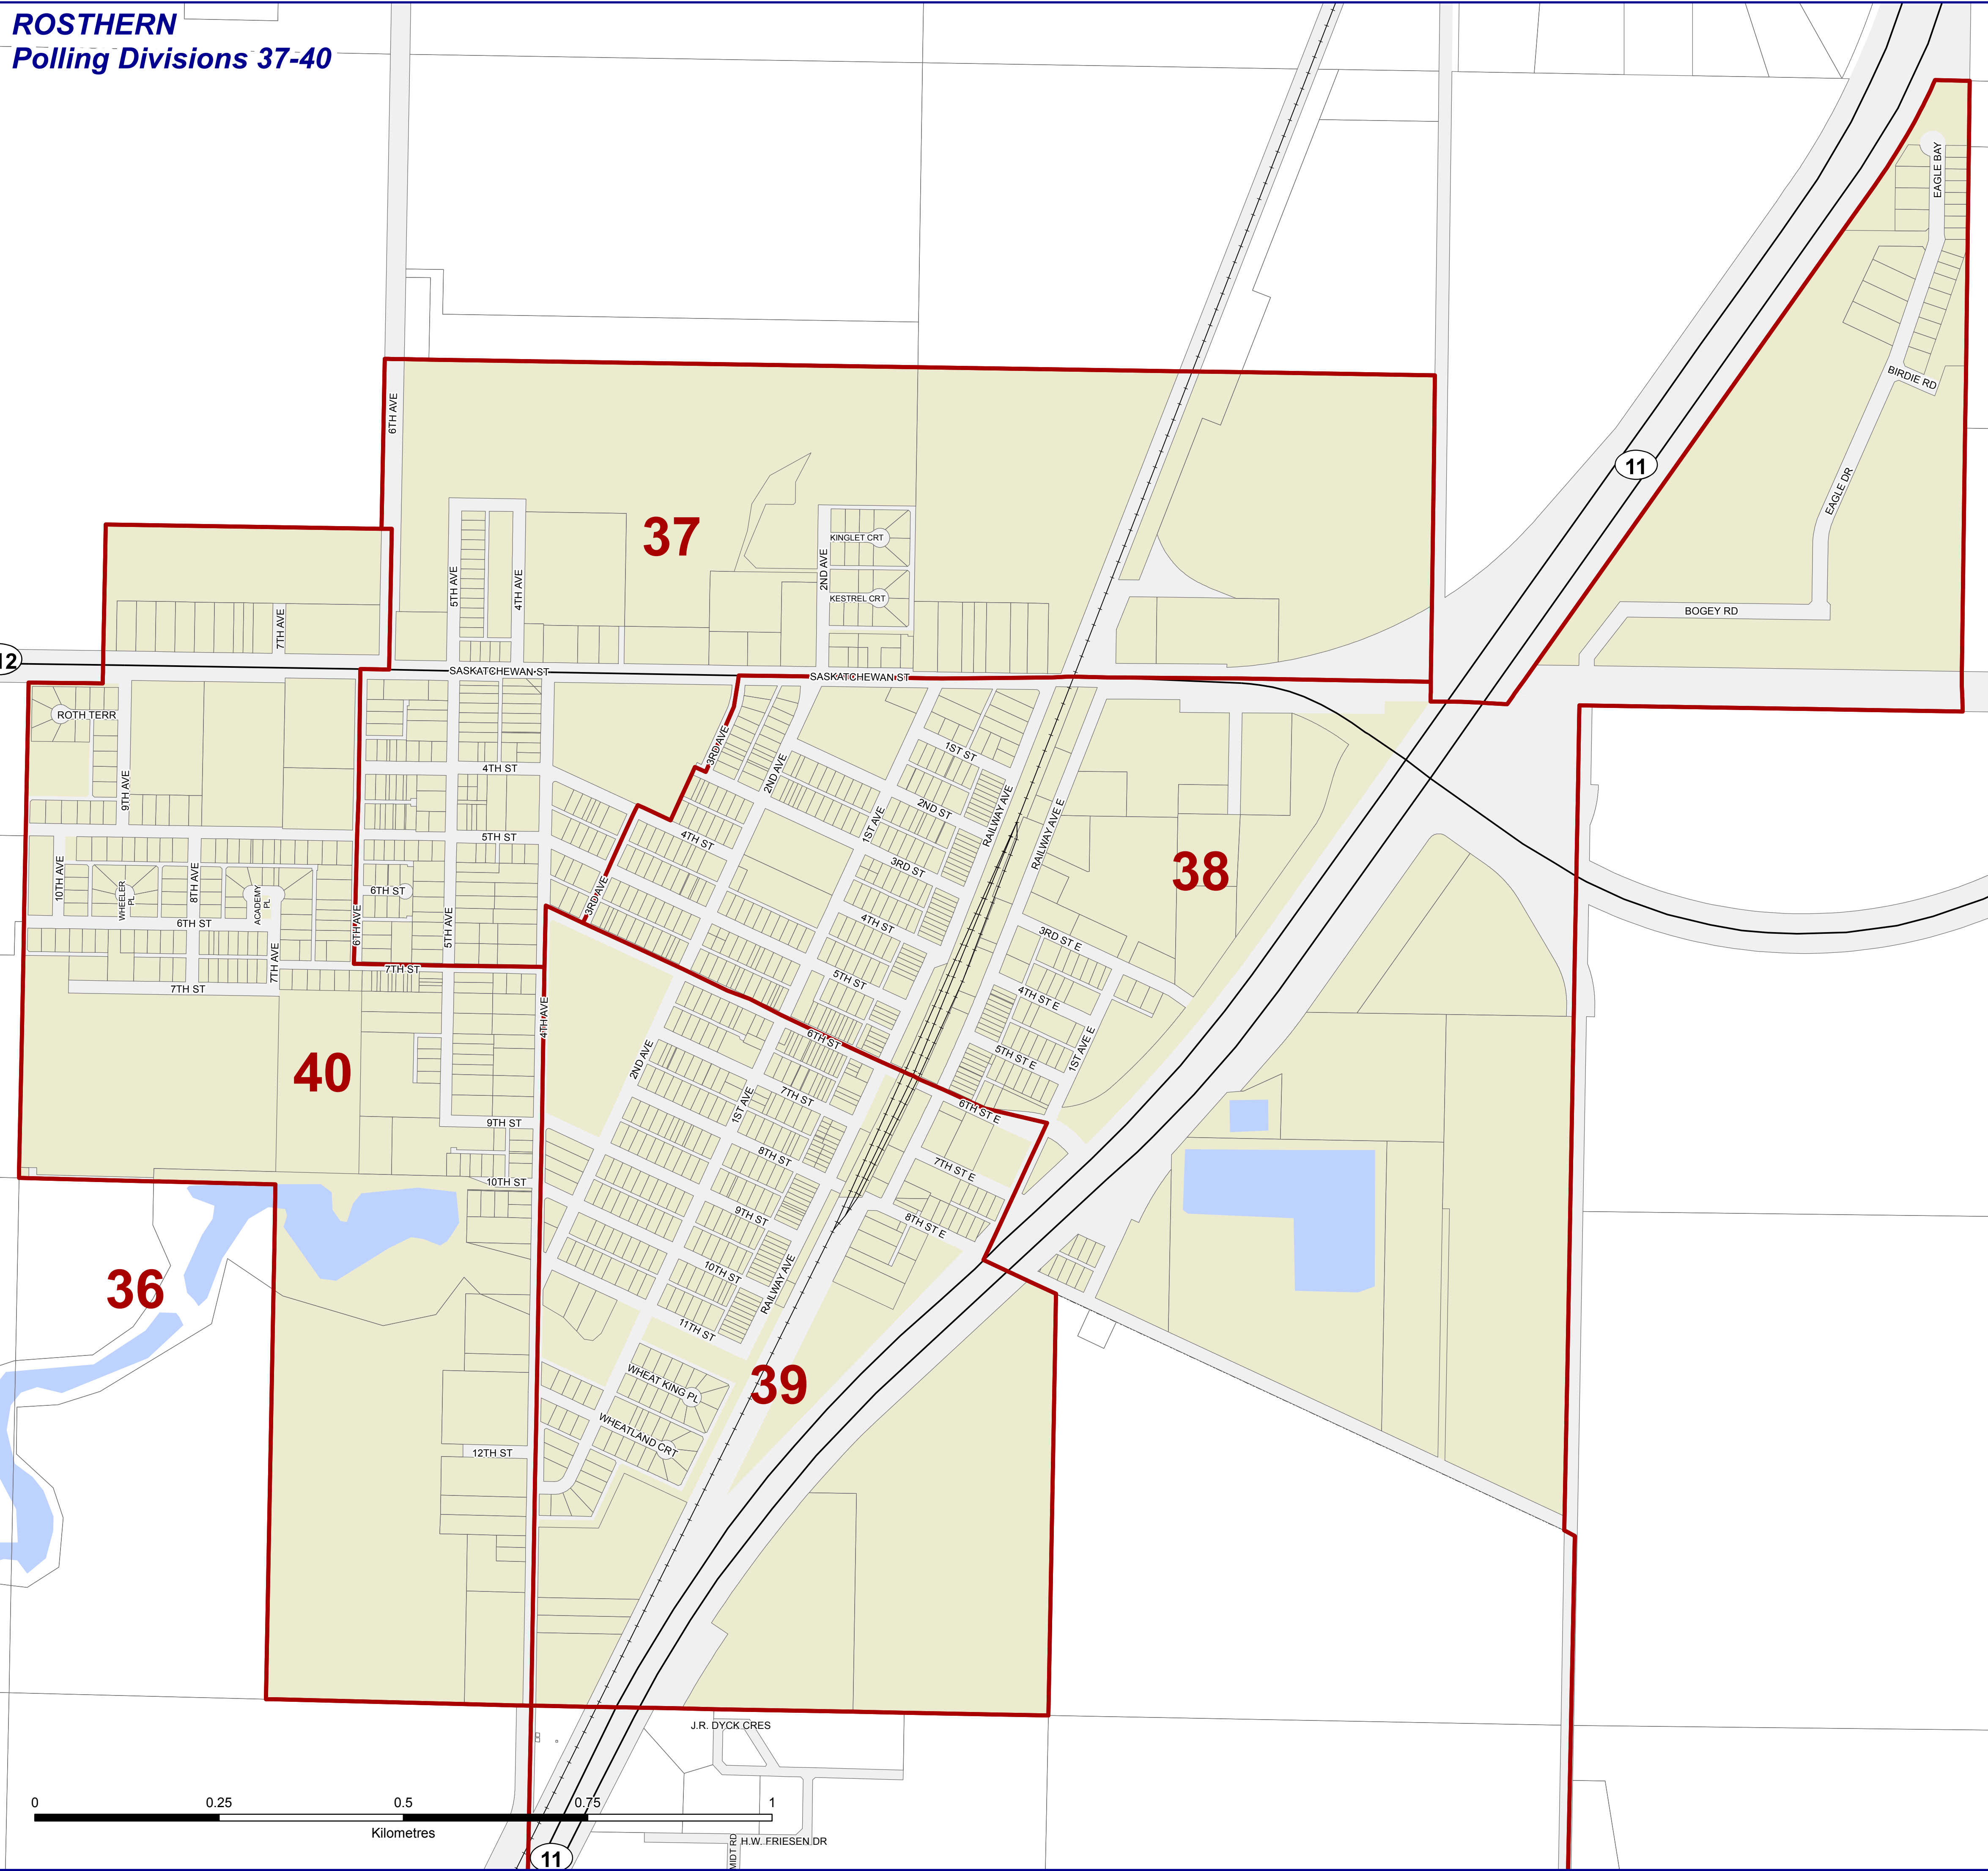 ROSTHERN
Polling Divisions 37-40
EAGLE BAY
BIRDIE RD
6TH AVE
11
EAGLE DR
37
KINGLET CRT
2ND AVE
5TH AVE
4TH AVE
KESTREL CRT
BOGEY RD
7TH AVE
12
SASKATCHEWAN ST
SASKATCHEWAN ST
ROTH TERR
3RD AVE
1ST ST
4TH ST
2ND AVE
9TH AVE
2ND ST
RAILWAY AVE
RAILWAY AVE E
1ST AVE
5TH ST
4TH ST
3RD ST
38
10TH AVE
WHEELER
PL
8TH AVE
ACADEMY
PL
6TH ST
3RD AVE
6TH ST
6TH AVE
5TH AVE
4TH ST
3RD ST E
7TH AVE
7TH ST
7TH ST
5TH ST
4TH ST E
4TH AVE
6TH ST
1ST AVE E
5TH ST E
40
2ND AVE
7TH ST
1ST AVE
6TH ST E
9TH ST
8TH ST
7TH ST E
10TH ST
9TH ST
8TH ST E
36
10TH ST
RAILWAY AVE
11TH ST
39
WHEAT KING PL
WHEATLAND CRT
12TH ST
J.R. DYCK CRES
0 0.25 0.5 0.75 1
Kilometres
H.W. FRIESEN DR
MIDT RD
11